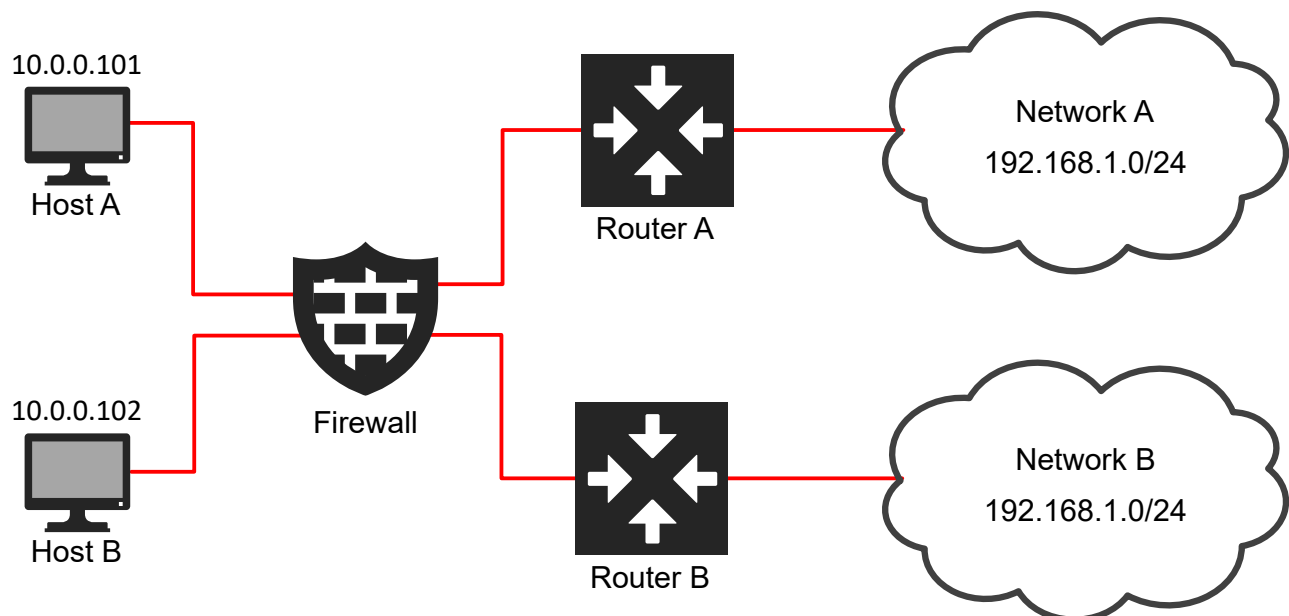 10.0.0.101
Host A
Router A
Network A
192.168.1.0/24
Firewall
10.0.0.102
Host B
Router B
Network B
192.168.1.0/24